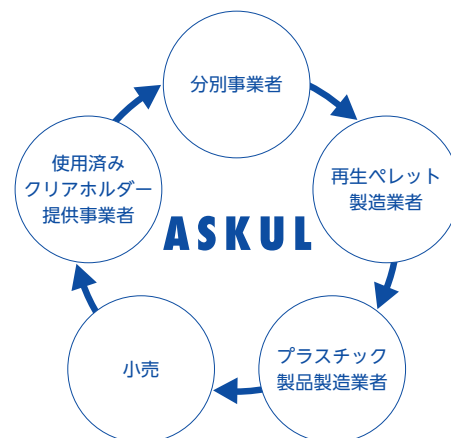 分別事業者
再生ペレット
製造業者
プラスチック
製品製造業者
小売
使用済み
クリアホルダー
提供事業者
ASKUL